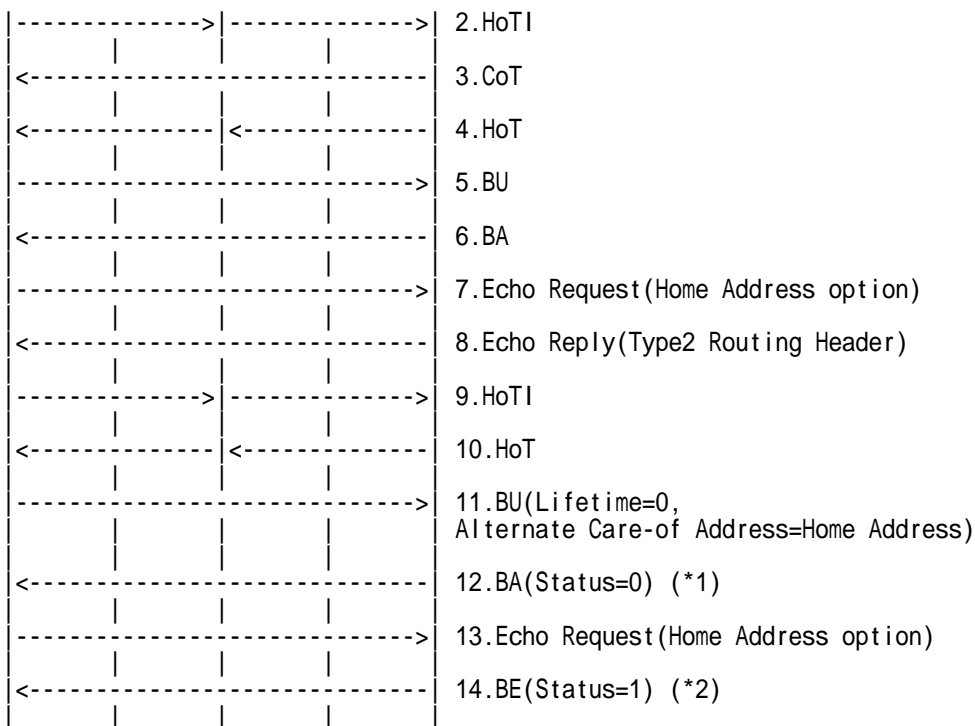 2.HoTI
3.CoT
4.HoT
5.BU
6.BA
7.Echo Request(Home Address option)
8.Echo Reply(Type2 Routing Header)
9.HoTI
10.HoT
11.BU(Lifetime=0,
Alternate Care-of Address=Home Address)
12.BA(Status=0) (*1)
13.Echo Request(Home Address option)
14.BE(Status=1) (*2)